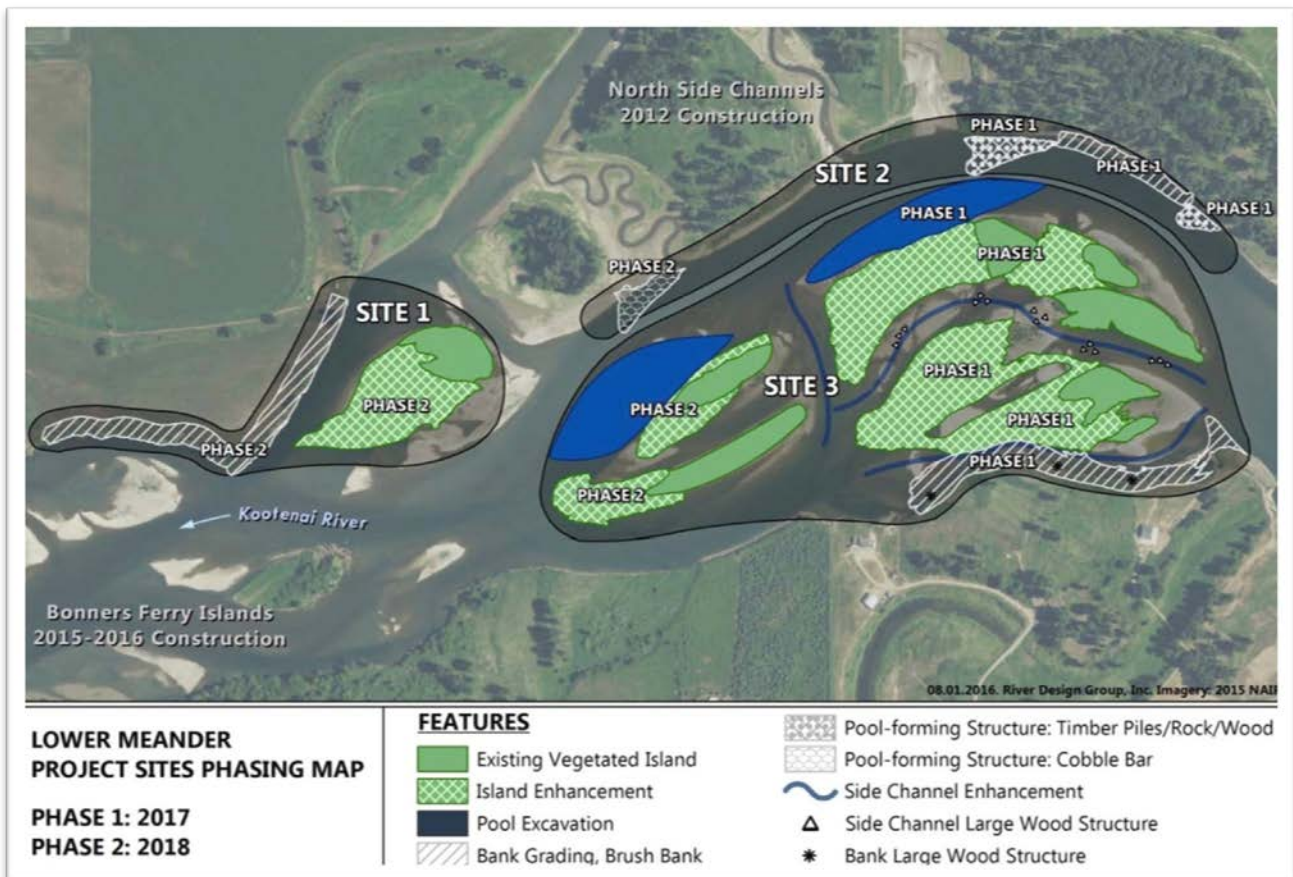 North Side Channels
2012 Construction
PHASE 1
SITE 2
PHASE 1
PHASE 1
PHASE 1
PHASE 1
PHASE 2
SITE 1
SITE 3
PHASE 1
PHASE 2
PHASE 2
PHASE 1
PHASE 2
PHASE 1
PHASE 2
Kootenai River
Bonners Ferry Islands
2015-2016 Construction
08.01.2016. River Design Group, Inc. Imagery: 2015 NAIP
LOWER MEANDER
PROJECT SITES PHASING MAP
PHASE 1: 2017
PHASE 2: 2018
FEATURES
Existing Vegetated Island
Island Enhancement
Pool Excavation
Bank Grading, Brush Bank
Pool-forming Structure: Timber Piles/Rock/Wood
Pool-forming Structure: Cobble Bar
Side Channel Enhancement
Side Channel Large Wood Structure
Bank Large Wood Structure